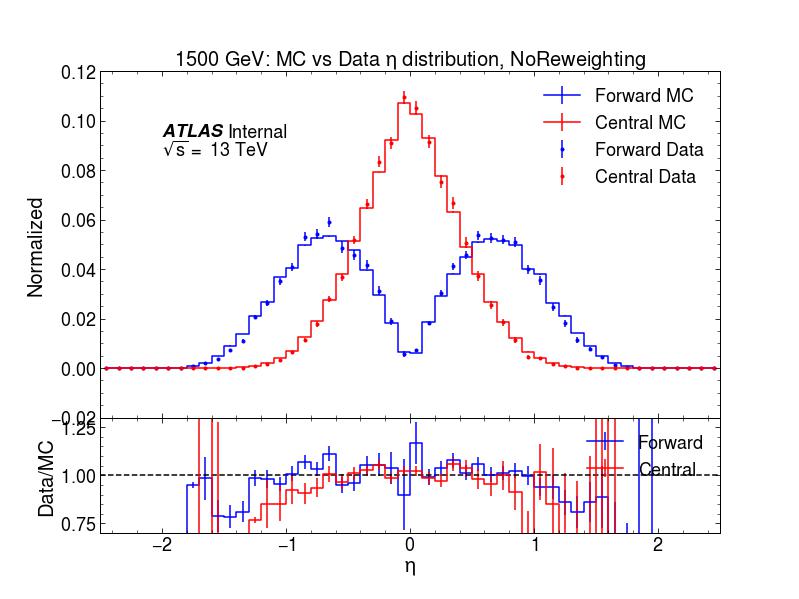 1500 GeV: MC vs Data η distribution, NoReweighting
0.12
0.10
0.08
0.06
0.04
0.02
0.00
−0.02
Normalized
ATLAS Internal
√s = 13 TeV
Forward MC
Central MC
Forward Data
Central Data
1.25
1.00
0.75
Data/MC
Forward
Central
−2 −1 0 1 2
η